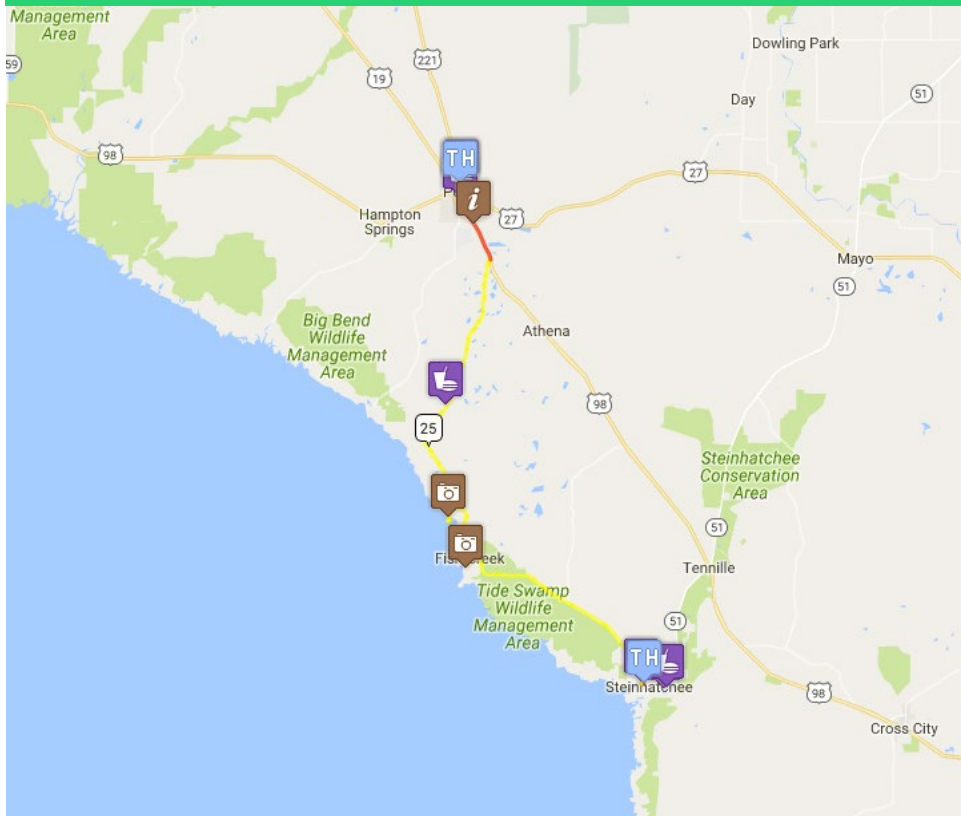 Management
Area
Dowling Park
59
221
19
Day
51
98
TH
27
P
i
27
Hampton
Springs
Mayo
51
Big Bend
Wildlife
Management
Area
Athena
98
25
Steinhatchee
Conservation
Area
51
Fish Creek
Tennille
Tide Swamp
Wildlife
Management
Area
51
TH
Steinhatchee
98
Cross City